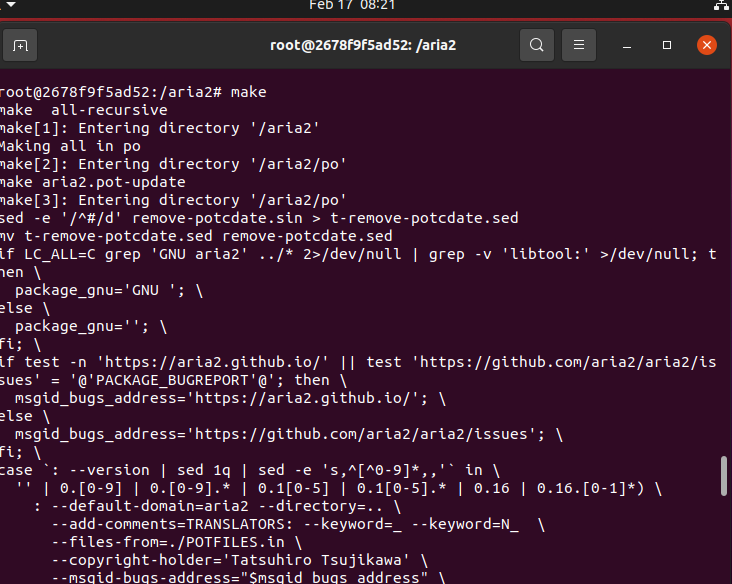 Feb 17 08:21
root@2678f9f5ad52: /aria2
root@2678f9f5ad52:/aria2# make
make  all-recursive
make[1]: Entering directory '/aria2'
Making all in po
make[2]: Entering directory '/aria2/po'
make aria2.pot-update
make[3]: Entering directory '/aria2/po'
sed -e '/^#/d' remove-potcdate.sin > t-remove-potcdate.sed
mv t-remove-potcdate.sed remove-potcdate.sed
if LC_ALL=C grep 'GNU aria2' ../* 2>/dev/null | grep -v 'libtool:' >/dev/null; t
hen \
  package_gnu='GNU '; \
else \
  package_gnu=''; \
fi; \
if test -n 'https://aria2.github.io/' || test 'https://github.com/aria2/aria2/is
sues' = '@'PACKAGE_BUGREPORT'@'; then \
  msgid_bugs_address='https://aria2.github.io/'; \
else \
  msgid_bugs_address='https://github.com/aria2/aria2/issues'; \
fi; \
case `: --version | sed 1q | sed -e 's,^[^0-9]*,,'` in \
  '' | 0.[0-9] | 0.[0-9].* | 0.1[0-5] | 0.1[0-5].* | 0.16 | 0.16.[0-1]*) \
    : --default-domain=aria2 --directory=.. \
      --add-comments=TRANSLATORS: --keyword=_ --keyword=N_  \
      --files-from=./POTFILES.in \
      --copyright-holder='Tatsuhiro Tsujikawa' \
      --msgid-bugs-address="$msgid_bugs_address" \